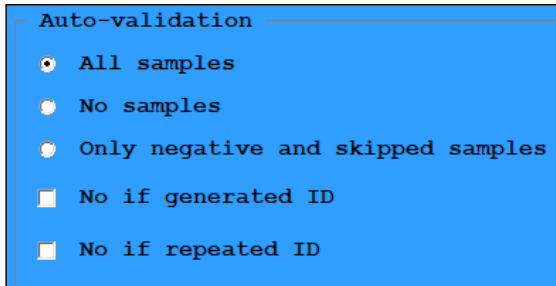 Auto-validation
All samples
No samples
Only negative and skipped samples
No if generated ID
No if repeated ID